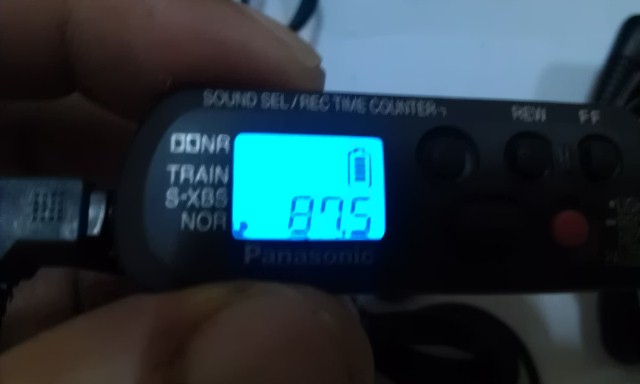 SOUND SEL/REC TIME COUNTER
REW FF
DDNR
TRAIN
S-XBS
NOR
87.5
Panasonic